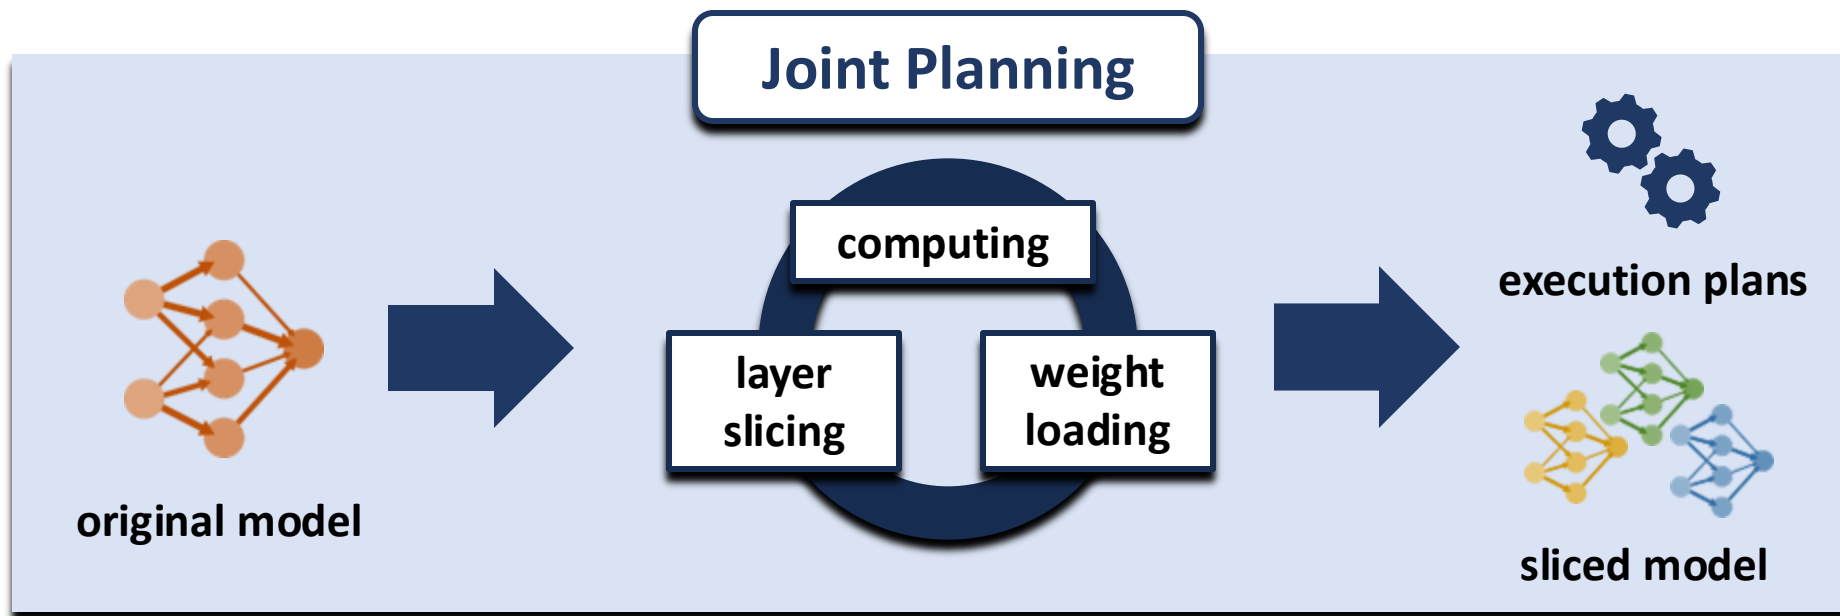 Joint Planning
original model
computing
layer
slicing
weight
loading
execution plans
sliced model